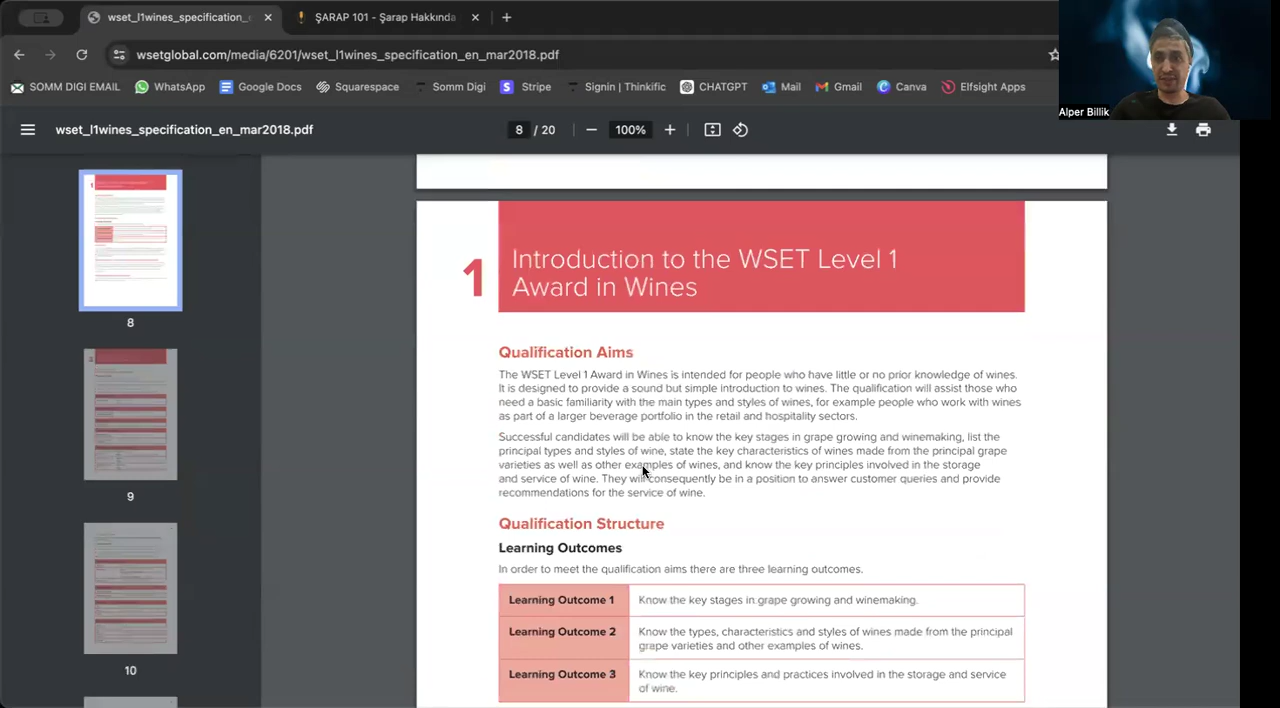 wset_l1wines_specification_
ŞARAP 101 - Şarap Hakkında
wsetglobal.com/media/6201/wset_l1wines_specification_en_mar2018.pdf
SOMM DIGI EMAIL WhatsApp Google Docs Squarespace Somm Digi Stripe Signin | Thinkific CHATGPT Mail Gmail Canva Elfsight Apps
Alper Billik
wset_l1wines_specification_en_mar2018.pdf 8 / 20 100%
8
9
10
1
Introduction to the WSET Level 1
Award in Wines
Qualification Aims
The WSET Level 1 Award in Wines is intended for people who have little or no prior knowledge of wines.
It is designed to provide a sound but simple introduction to wines. The qualification will assist those who
need a basic familiarity with the main types and styles of wines, for example people who work with wines
as part of a larger beverage portfolio in the retail and hospitality sectors.
Successful candidates will be able to know the key stages in grape growing and winemaking, list the
principal types and styles of wine, state the key characteristics of wines made from the principal grape
varieties as well as other examples of wines, and know the key principles involved in the storage
and service of wine. They will consequently be in a position to answer customer queries and provide
recommendations for the service of wine.
Qualification Structure
Learning Outcomes
In order to meet the qualification aims there are three learning outcomes.
Learning Outcome 1 Know the key stages in grape growing and winemaking.
Learning Outcome 2 Know the types, characteristics and styles of wines made from the principal
grape varieties and other examples of wines.
Learning Outcome 3 Know the key principles and practices involved in the storage and service
of wine.